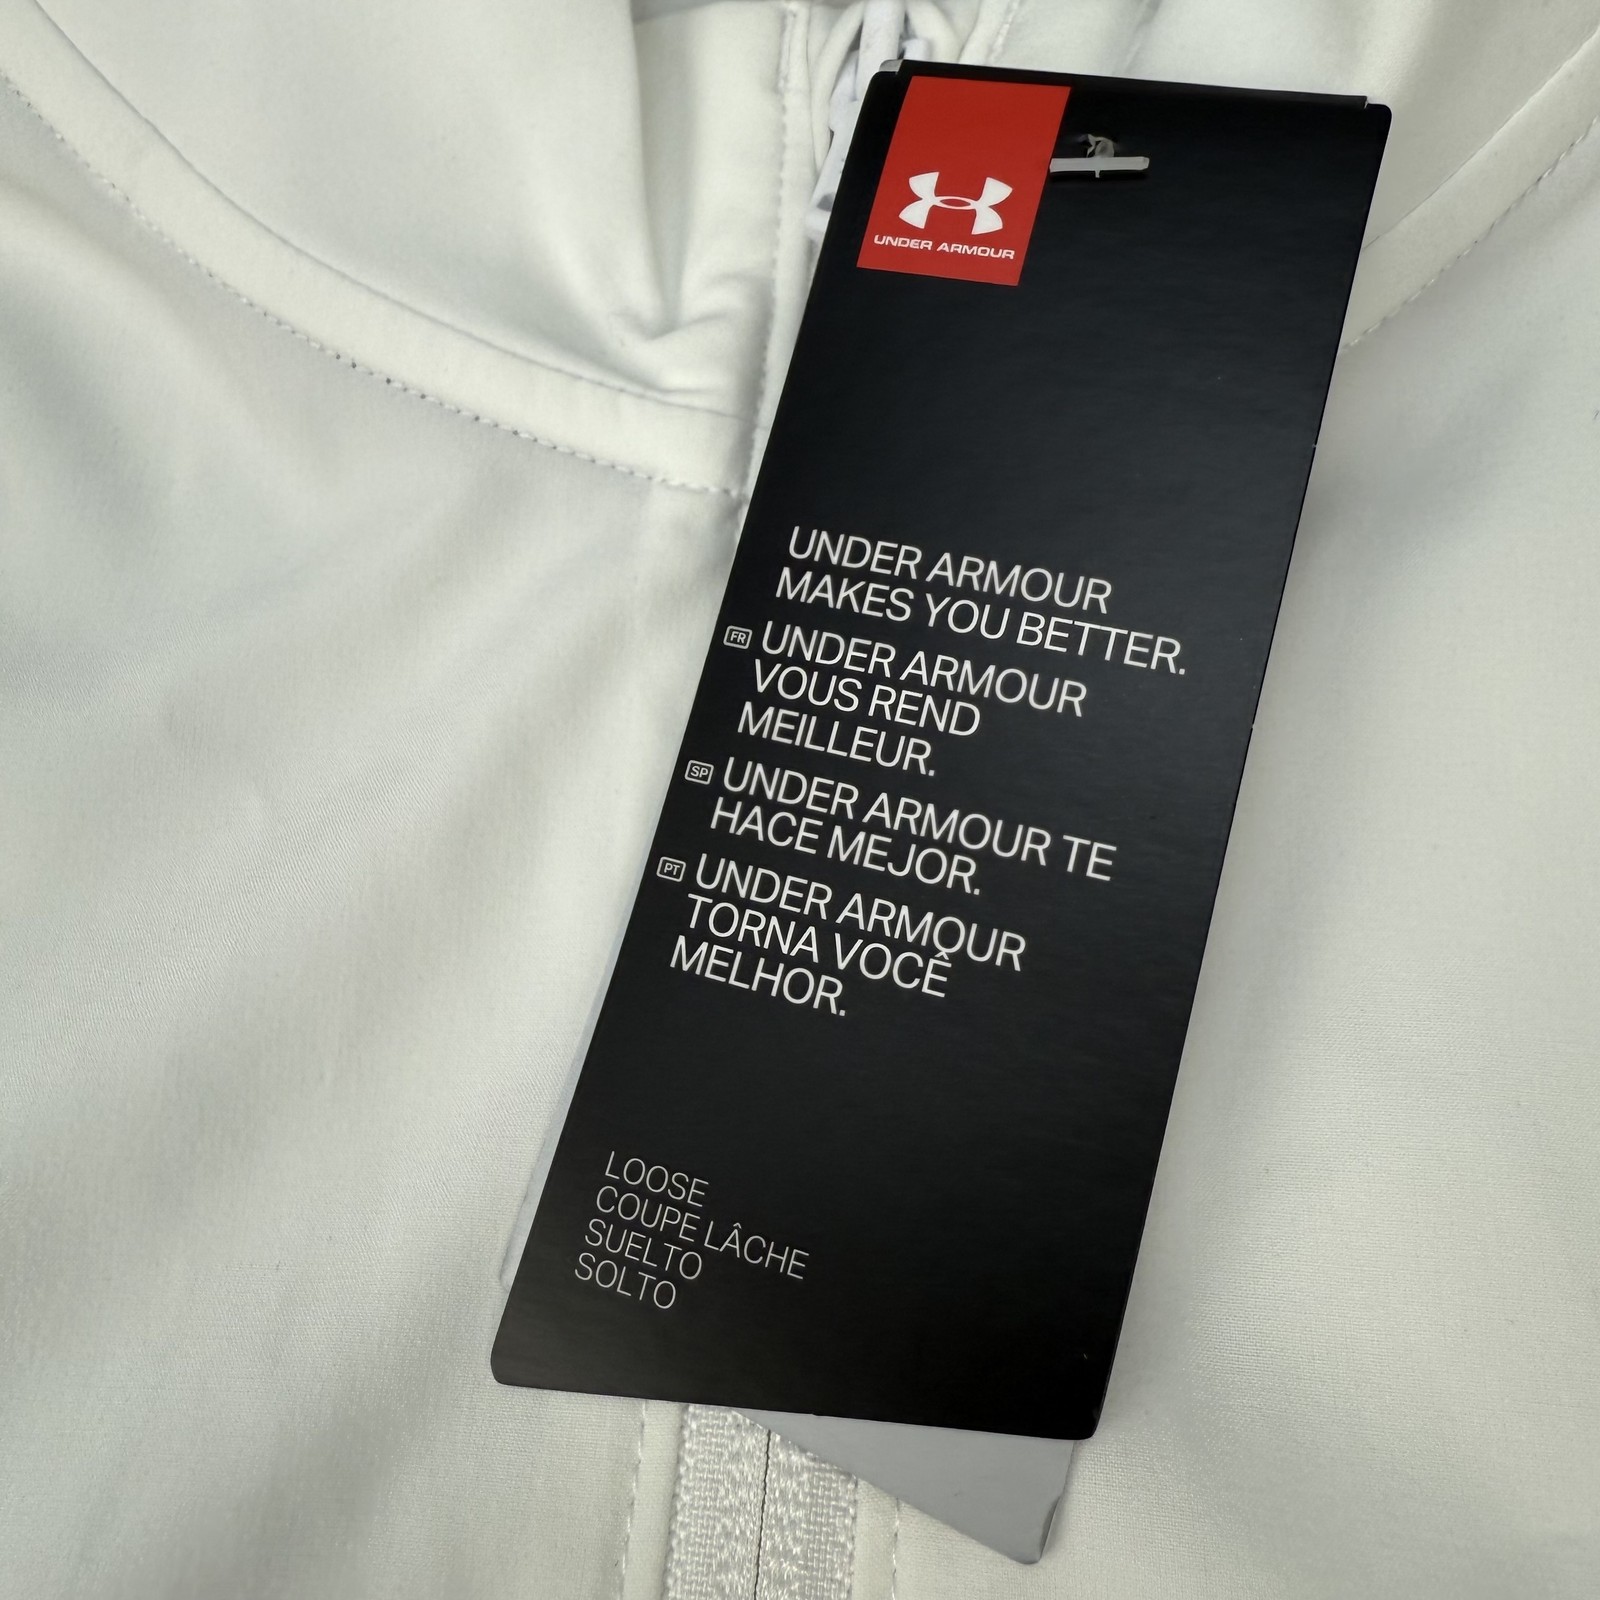 UNDER ARMOUR
UNDER ARMOUR
MAKES YOU BETTER.
FR UNDER ARMOUR
VOUS REND
MEILLEUR.
SP UNDER ARMOUR TE
HACE MEJOR.
PT UNDER ARMOUR
TORNA VOCÊ
MELHOR.
LOOSE
COUPE LÂCHE
SUELTO
SOLTO